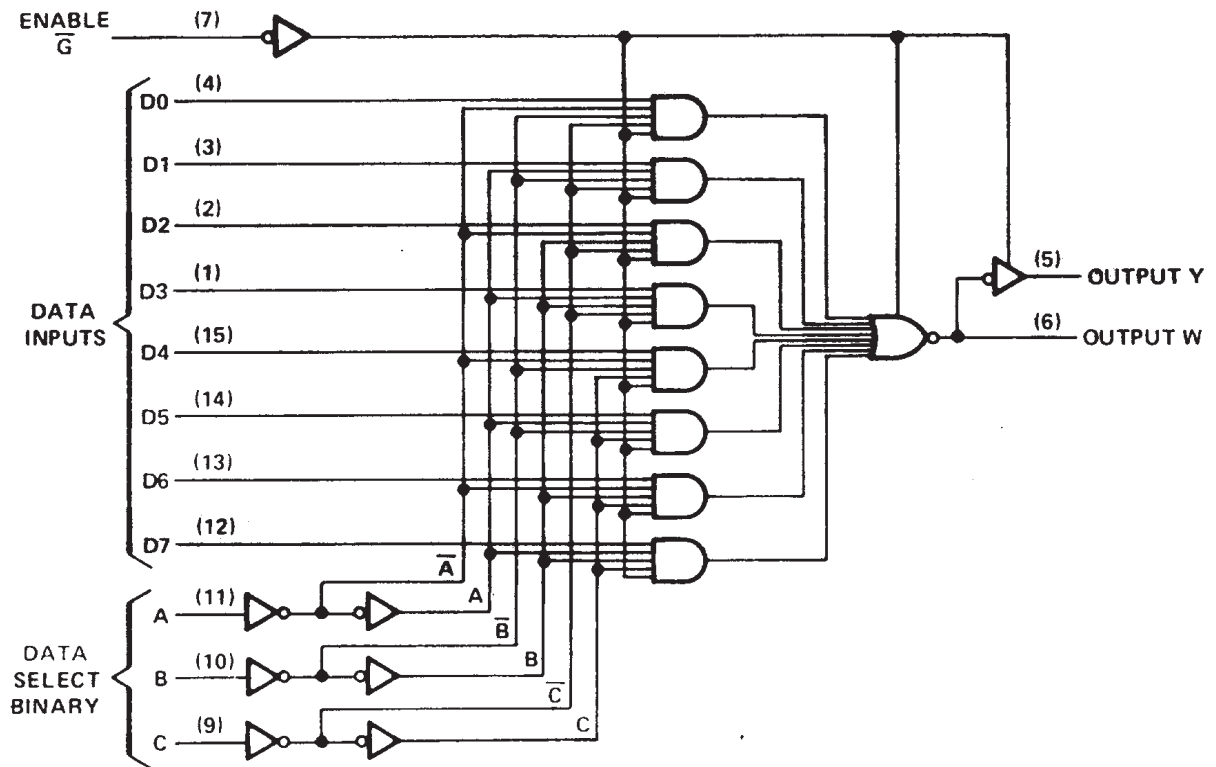 ENABLE
G̅
(7)
D0
(4)
D1
(3)
D2
(2)
D3
(1)
DATA
INPUTS
D4
(15)
D5
(14)
D6
(13)
D7
(12)
(5)
OUTPUT Y
(6)
OUTPUT W
A̅
A
(11)
A
B̅
DATA
SELECT
BINARY
B
(10)
B
C̅
C
(9)
C